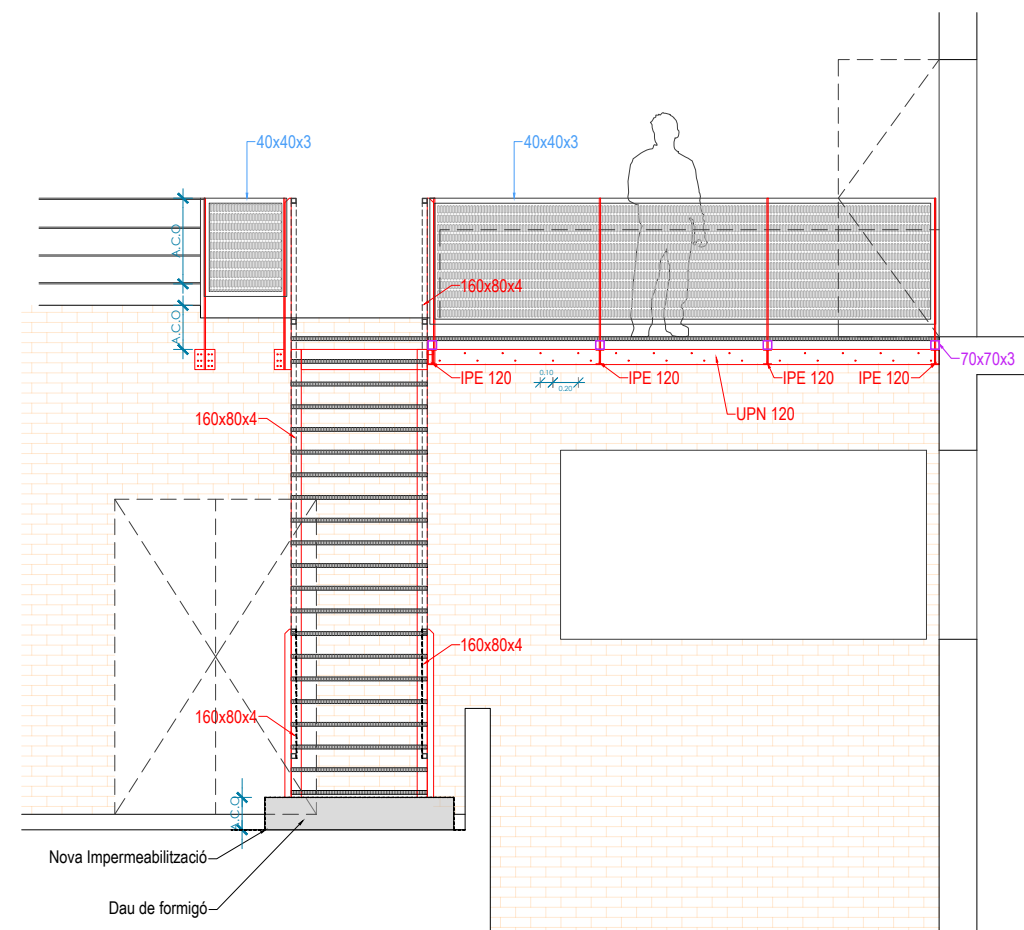 40x40x3
40x40x3
A.C.O.
160x80x4
A.C.O.
70x70x3
IPE 120
0.10
0.20
IPE 120
IPE 120
IPE 120
UPN 120
160x80x4
160x80x4
160x80x4
A.C.O.
Nova Impermeabilització
Dau de formigó